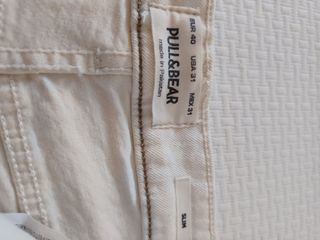 PULL&BEAR
made in Pakistan
EUR 40 USA 31 MEX 31
SLIM